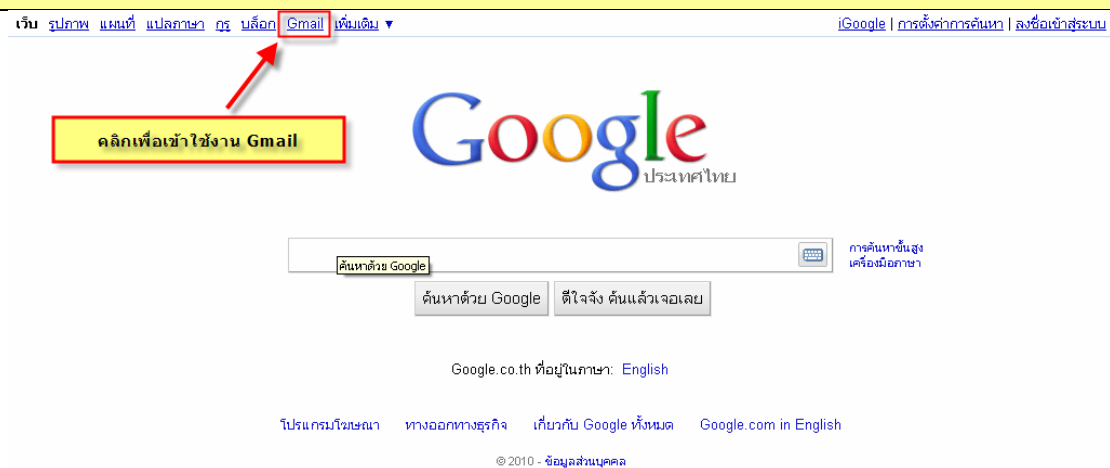 เว็บ รูปภาพ แผนที่ แปลภาษา กูรู บล็อก Gmail เพิ่มเติม ▼ iGoogle | การตั้งค่าการค้นหา | ลงชื่อเข้าสู่ระบบ
คลิกเพื่อเข้าใช้งาน Gmail
Google
ประเทศไทย
การค้นหาขั้นสูง
เครื่องมือภาษา
ค้นหาด้วย Google
ค้นหาด้วย Google ดีใจจัง ค้นแล้วเจอเลย
Google.co.th ที่อยู่ในภาษา: English
โปรแกรมโฆษณา ทางออกทางธุรกิจ เกี่ยวกับ Google ทั้งหมด Google.com in English
© 2010 - ข้อมูลส่วนบุคคล